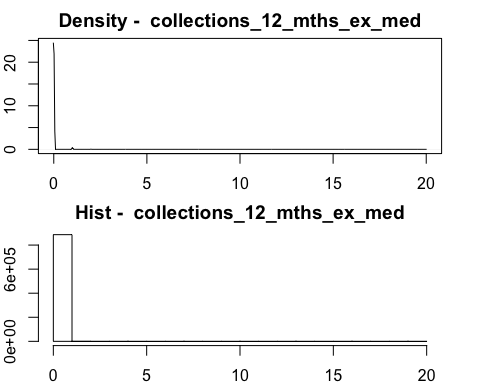 Density -  collections_12_mths_ex_med
20
10
0
0 5 10 15 20
Hist -  collections_12_mths_ex_med
6e+05
0e+00
0 5 10 15 20